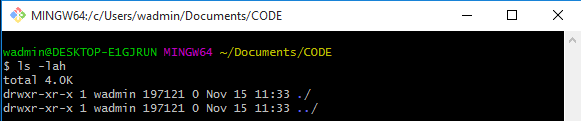 MINGW64:/c/Users/wadmin/Documents/CODE
wadmin@DESKTOP-E1GJRUN MINGW64 ~/Documents/CODE
$ ls -lah
total 4.0K
drwxr-xr-x 1 wadmin 197121 0 Nov 15 11:33 ./
drwxr-xr-x 1 wadmin 197121 0 Nov 15 11:33 ../